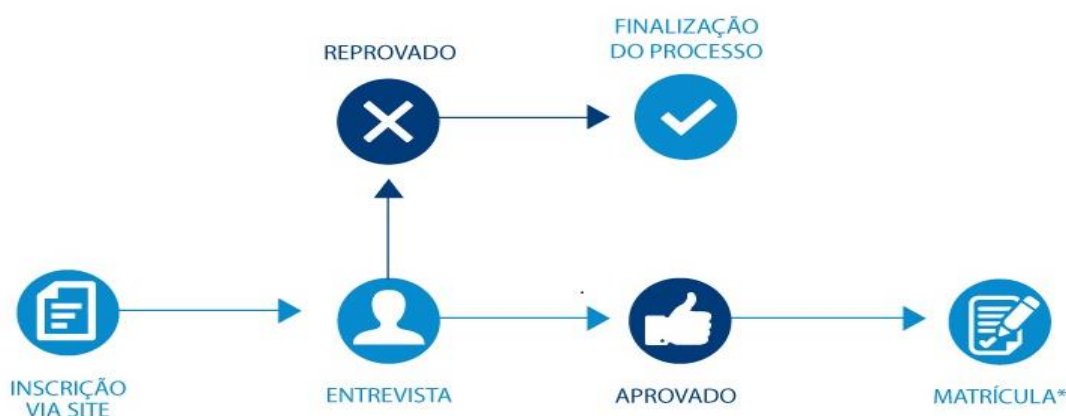 FINALIZAÇÃO
DO PROCESSO
REPROVADO
INSCRIÇÃO
VIA SITE
ENTREVISTA
APROVADO
MATRÍCULA*